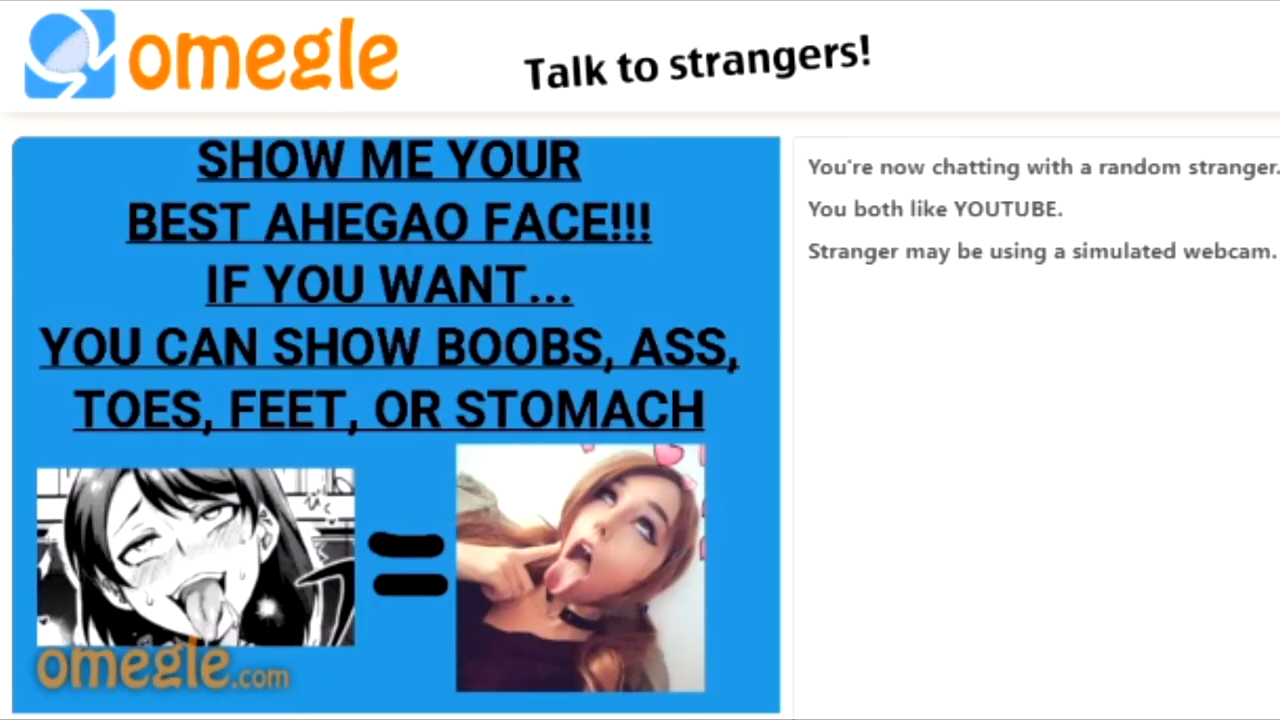 omegle
Talk to strangers!
SHOW ME YOUR
BEST AHEGAO FACE!!!
IF YOU WANT...
YOU CAN SHOW BOOBS, ASS,
TOES, FEET, OR STOMACH
omegle.com
You're now chatting with a random stranger.
You both like YOUTUBE.
Stranger may be using a simulated webcam.